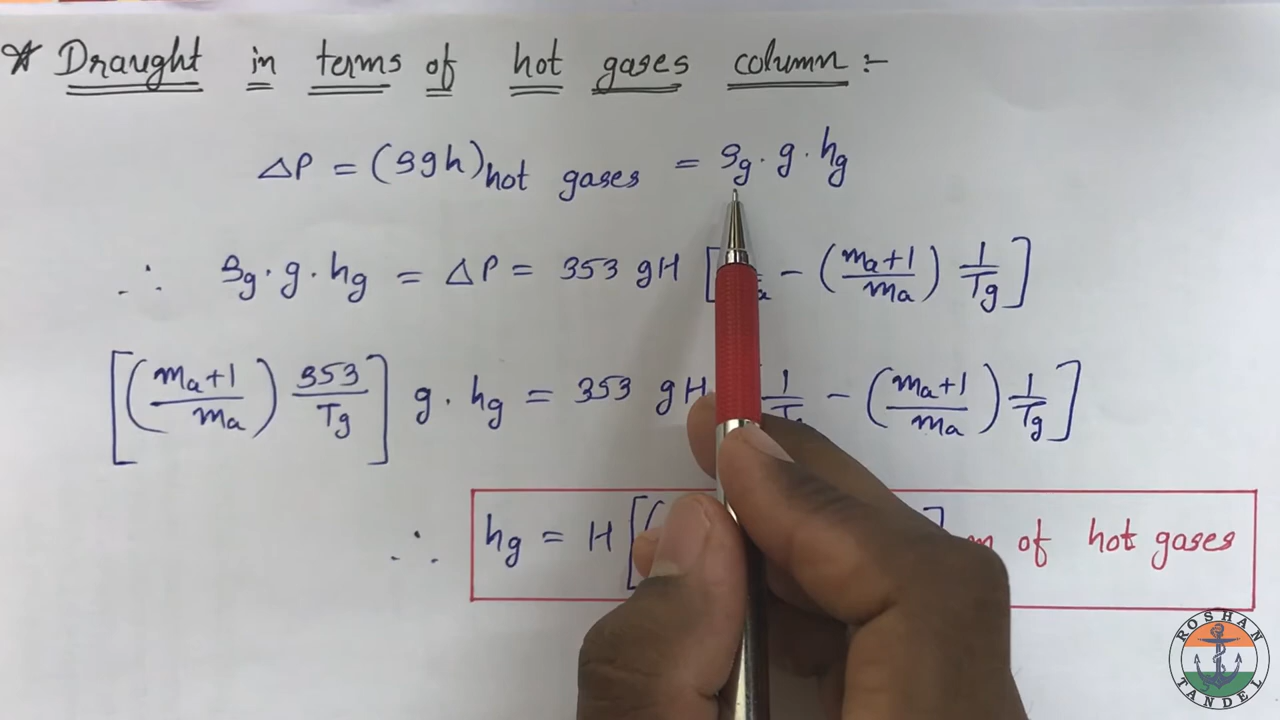 * Draught in terms of hot gases column :-
ΔP = (ρgh)hot gases = ρg · g · hg
∴ ρg · g · hg = ΔP = 353 gH [ − (ma+1 / ma) 1/Tg ]
[ (ma+1 / ma) 353/Tg ] g · hg = 353 gH 1/T − (ma+1 / ma) 1/Tg ]
∴ hg = H [ ( ] m of hot gases
ROSHAN
TANDEL